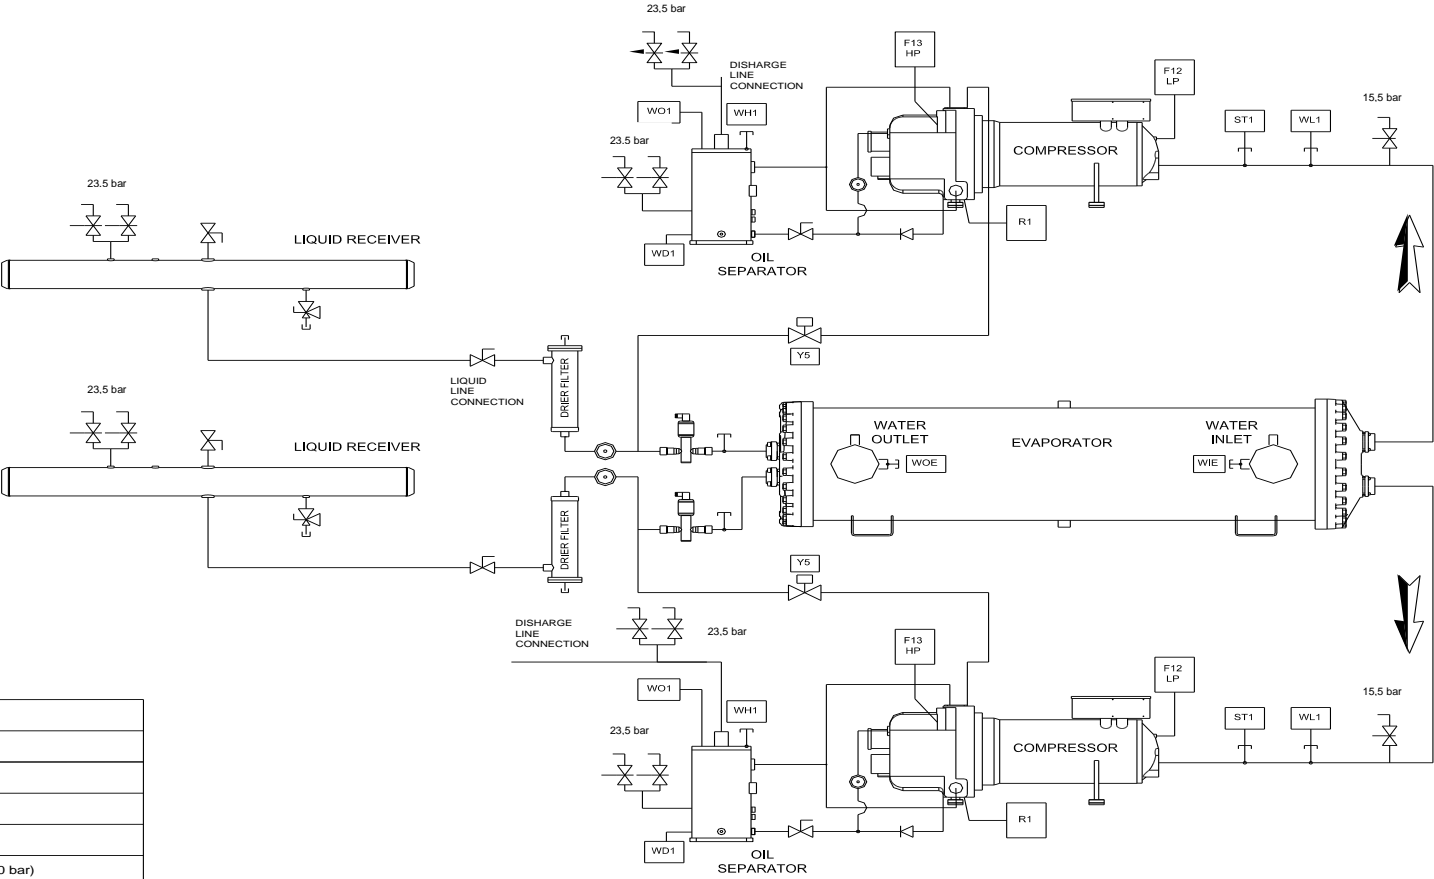 23,5 bar
F13
HP
DISHARGE
LINE
CONNECTION
F12
LP
WO1
WH1
15,5 bar
ST1
WL1
23.5 bar
COMPRESSOR
23.5 bar
R1
LIQUID RECEIVER
WD1
OIL
SEPARATOR
Y5
DRIER FILTER
LIQUID
LINE
CONNECTION
23,5 bar
WATER
OUTLET
EVAPORATOR
WATER
INLET
LIQUID RECEIVER
WOE
WIE
DRIER FILTER
Y5
DISHARGE
LINE
CONNECTION
23,5 bar
F13
HP
F12
LP
WO1
WH1
15,5 bar
ST1
WL1
23,5 bar
COMPRESSOR
R1
WD1
OIL
SEPARATOR
0 bar)